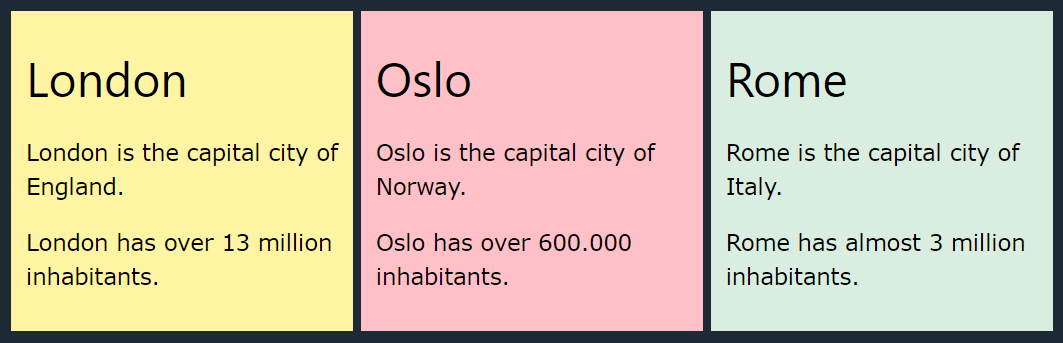 London
London is the capital city of
England.
London has over 13 million
inhabitants.
Oslo
Oslo is the capital city of
Norway.
Oslo has over 600.000
inhabitants.
Rome
Rome is the capital city of
Italy.
Rome has almost 3 million
inhabitants.